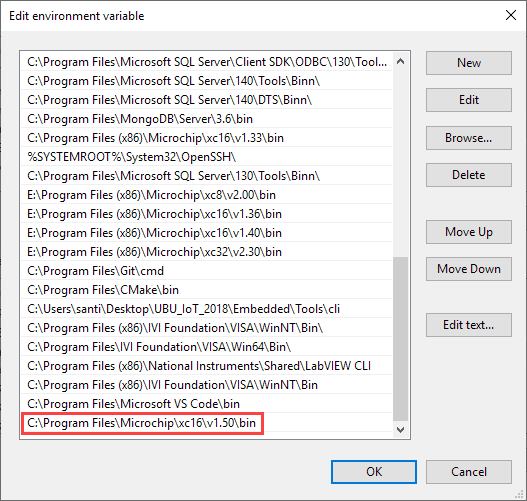 Edit environment variable
C:\Program Files\Microsoft SQL Server\Client SDK\ODBC\130\Tool...
C:\Program Files\Microsoft SQL Server\140\Tools\Binn\
C:\Program Files\Microsoft SQL Server\140\DTS\Binn\
C:\Program Files\MongoDB\Server\3.6\bin
C:\Program Files (x86)\Microchip\xc16\v1.33\bin
%SYSTEMROOT%\System32\OpenSSH\
C:\Program Files\Microsoft SQL Server\130\Tools\Binn\
E:\Program Files (x86)\Microchip\xc8\v2.00\bin
E:\Program Files (x86)\Microchip\xc16\v1.36\bin
E:\Program Files (x86)\Microchip\xc16\v1.40\bin
E:\Program Files (x86)\Microchip\xc32\v2.30\bin
C:\Program Files\Git\cmd
C:\Program Files\CMake\bin
C:\Users\santi\Desktop\UBU_IoT_2018\Embedded\Tools\cli
C:\Program Files (x86)\IVI Foundation\VISA\WinNT\Bin\
C:\Program Files\IVI Foundation\VISA\Win64\Bin\
C:\Program Files (x86)\National Instruments\Shared\LabVIEW CLI
C:\Program Files (x86)\IVI Foundation\VISA\WinNT\Bin
C:\Program Files\Microsoft VS Code\bin
C:\Program Files\Microchip\xc16\v1.50\bin
New
Edit
Browse...
Delete
Move Up
Move Down
Edit text...
OK
Cancel